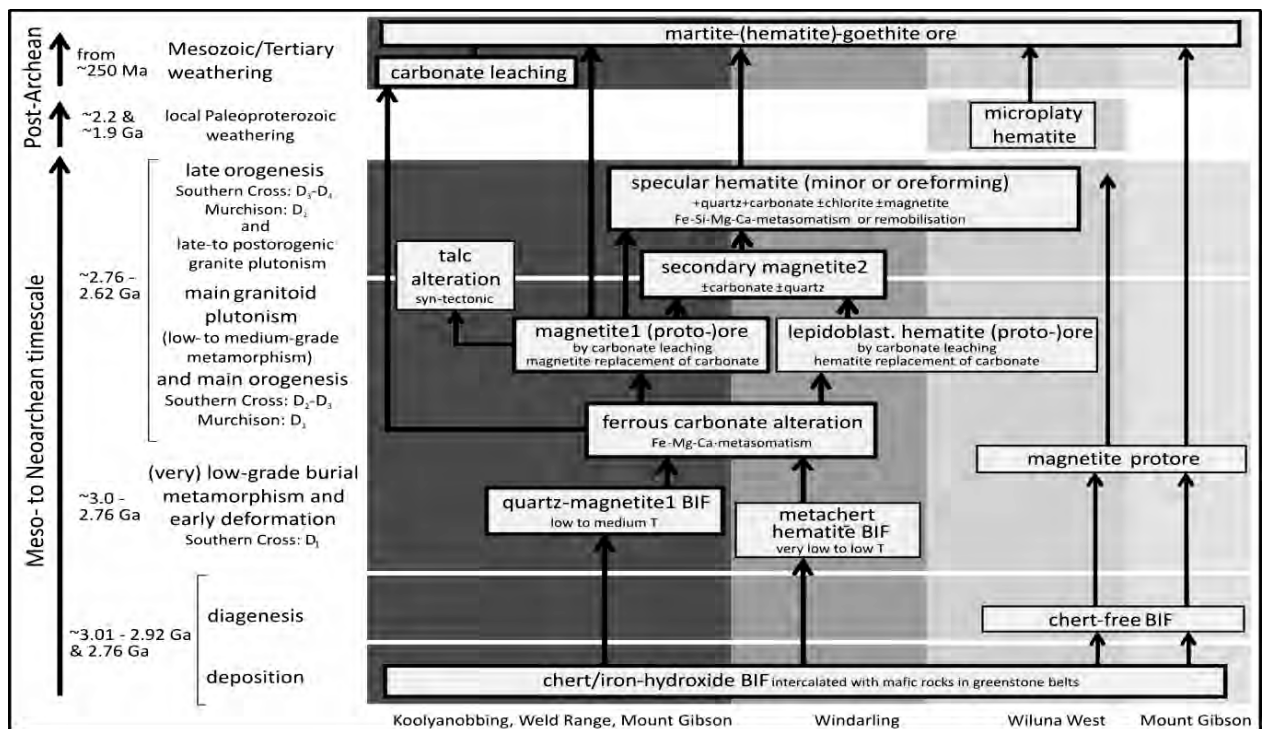 Post-Archean
Meso- to Neoarchean timescale
from
~250 Ma
Mesozoic/Tertiary
weathering
~2.2 &
~1.9 Ga
local Paleoproterozoic
weathering
~2.76 -
2.62 Ga
late orogenesis
Southern Cross: D3-D4
Murchison: D2
and
late-to postorogenic
granite plutonism
main granitoid
plutonism
(low- to medium-grade
metamorphism)
and main orogenesis
Southern Cross: D2-D3
Murchison: D1
~3.0 -
2.76 Ga
(very) low-grade burial
metamorphism and
early deformation
Southern Cross: D1
~3.01 - 2.92 Ga
& 2.76 Ga
diagenesis
deposition
martite-(hematite)-goethite ore
carbonate leaching
microplaty
hematite
specular hematite (minor or oreforming)
+quartz+carbonate ±chlorite ±magnetite
Fe-Si-Mg-Ca-metasomatism or remobilisation
talc
alteration
syn-tectonic
secondary magnetite2
±carbonate ±quartz
magnetite1 (proto-)ore
by carbonate leaching
magnetite replacement of carbonate
lepidoblast. hematite (proto-)ore
by carbonate leaching
hematite replacement of carbonate
ferrous carbonate alteration
Fe-Mg-Ca-metasomatism
magnetite protore
quartz-magnetite1 BIF
low to medium T
metachert
hematite BIF
very low to low T
chert-free BIF
chert/iron-hydroxide BIF intercalated with mafic rocks in greenstone belts
Koolyanobbing, Weld Range, Mount Gibson
Windarling
Wiluna West
Mount Gibson